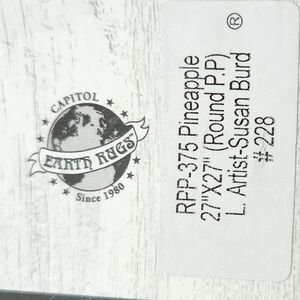 CAPITOL
EARTH RUGS
Since 1980
®
RPP-375 Pineapple
27"X27" (Round P.P)
L. Artist-Susan Burd
# 228